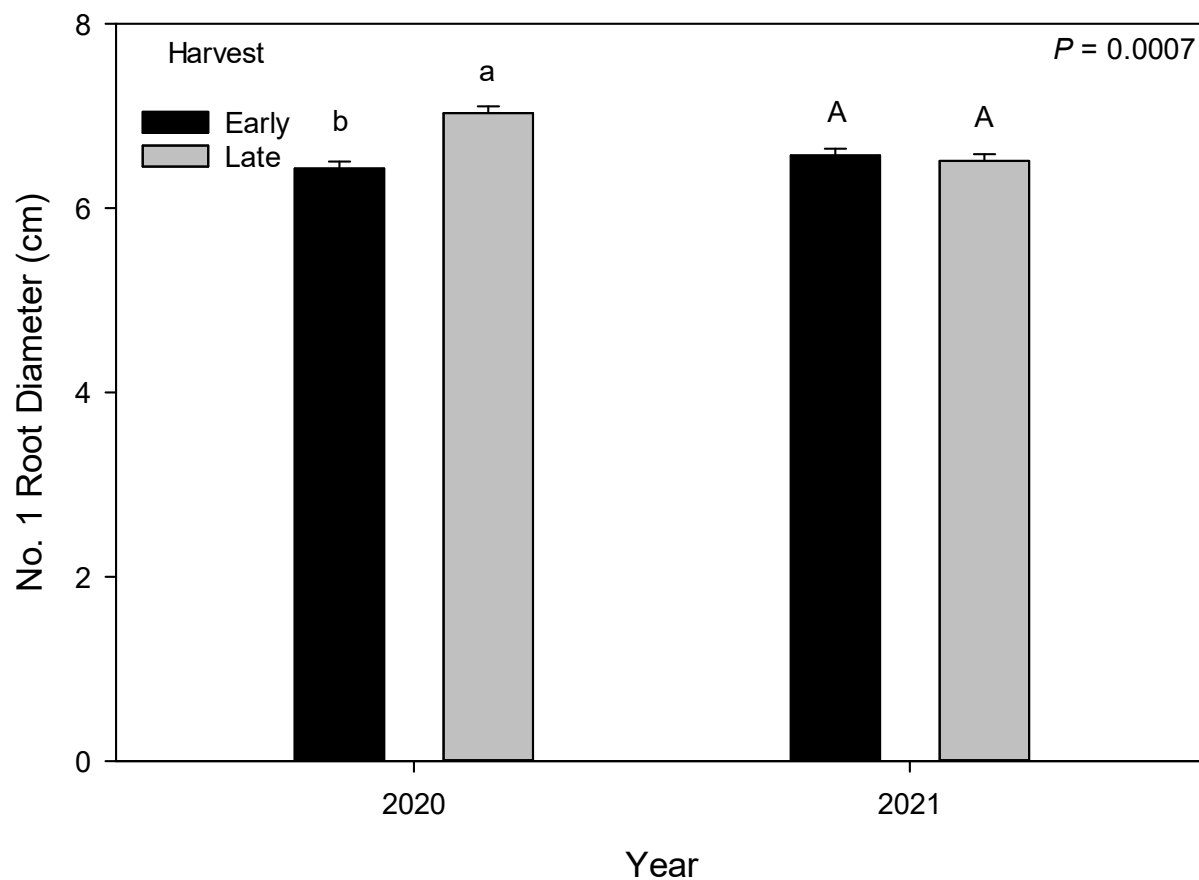 8
6
4
2
0
No. 1 Root Diameter (cm)
Harvest
Early
Late
P = 0.0007
b
a
A
A
2020
2021
Year